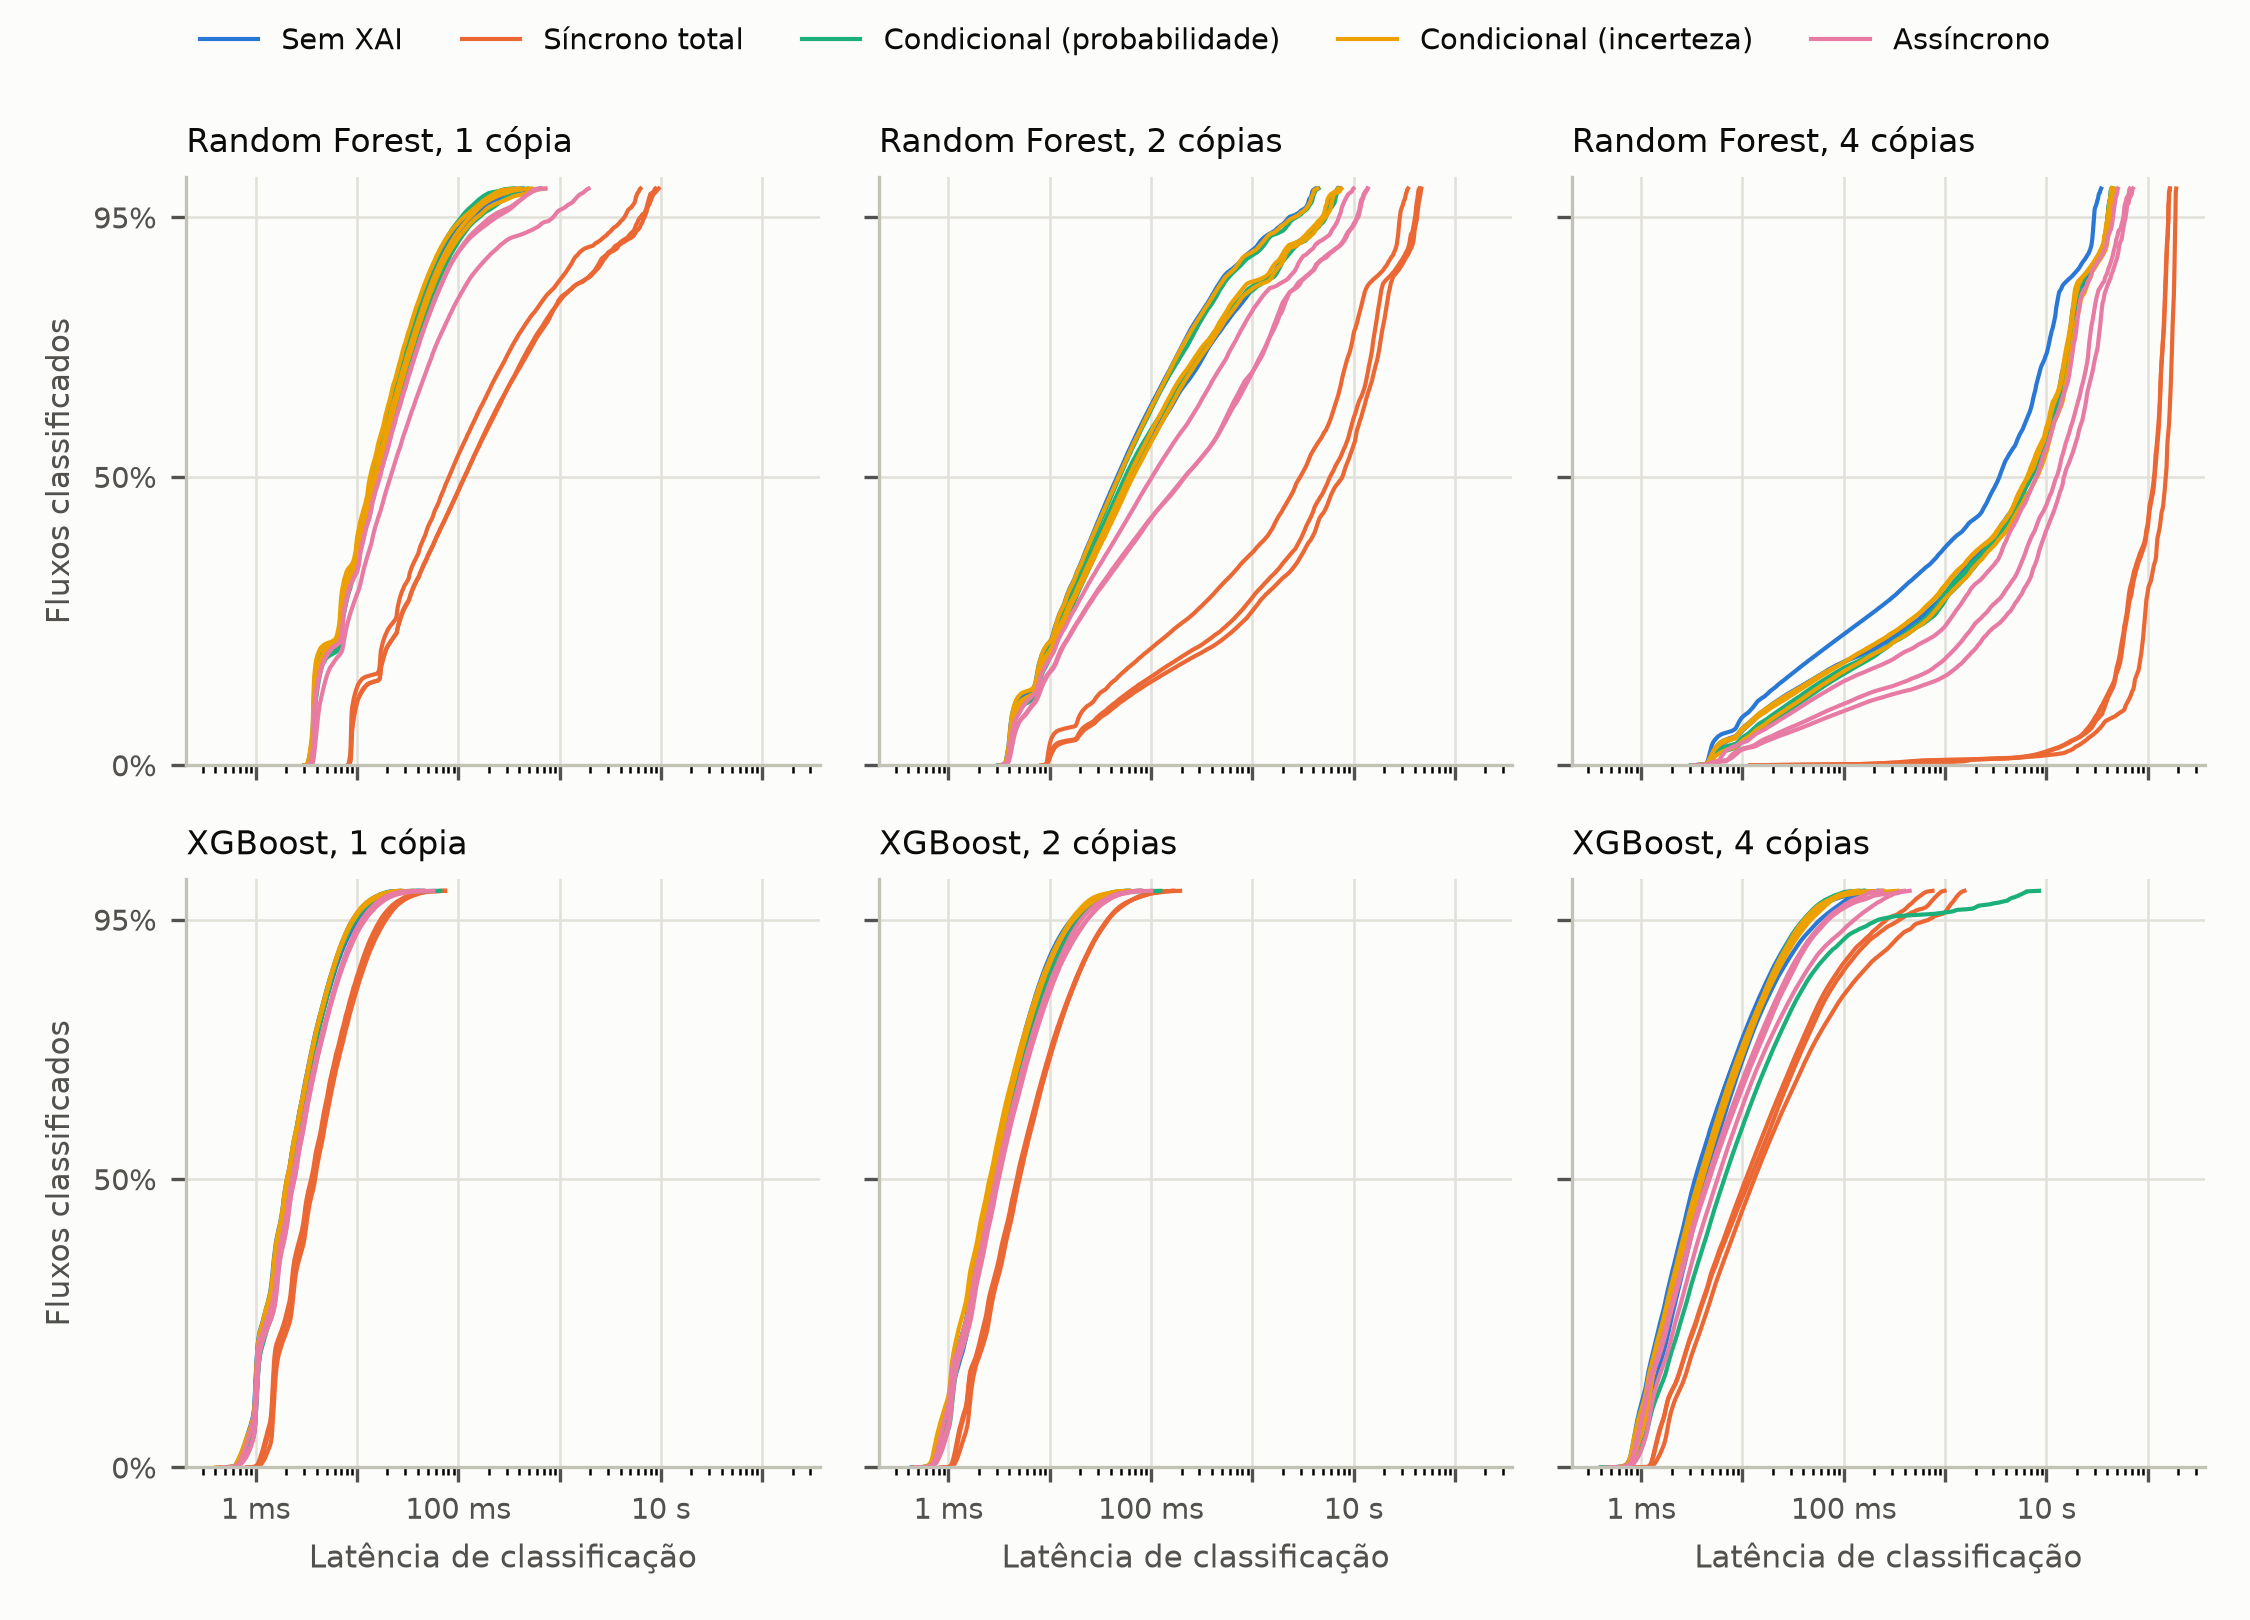 Sem XAI Síncrono total Condicional (probabilidade) Condicional (incerteza) Assíncrono
Random Forest, 1 cópia Random Forest, 2 cópias Random Forest, 4 cópias
95%
50%
0%
Fluxos classificados
XGBoost, 1 cópia XGBoost, 2 cópias XGBoost, 4 cópias
95%
50%
0%
Fluxos classificados
1 ms 100 ms 10 s 1 ms 100 ms 10 s 1 ms 100 ms 10 s
Latência de classificação Latência de classificação Latência de classificação